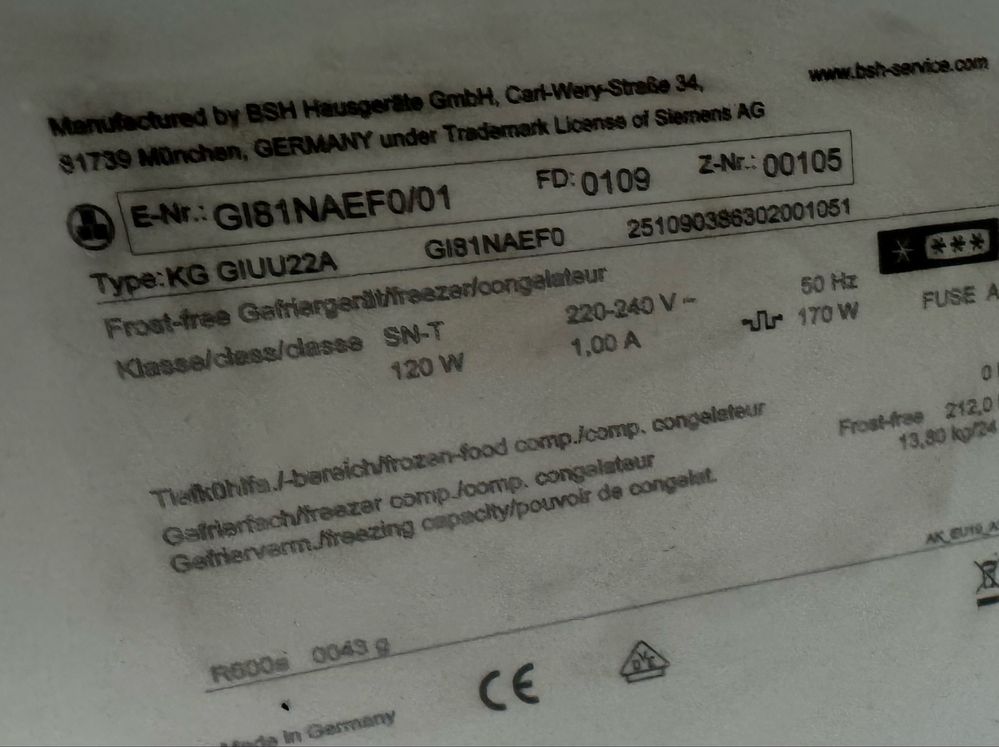 www.bsh-service.com
Manufactured by BSH Hausgeräte GmbH, Carl-Wery-Straße 34,
81739 München, GERMANY under Trademark License of Siemens AG
E-Nr.: GI81NAEF0/01 FD: 0109 Z-Nr.: 00105
Type: KG GIUU22A GI81NAEF0 251090386302001051
Frost-free Gefriergerät/freezer/congelateur
Klasse/class/classe SN-T 220-240 V ~ 50 Hz
120 W 1,00 A 170 W FUSE A
0
Tiefkühlfa./-bereich/frozen-food comp./comp. congelateur Frost-free 212,0
Gefrierfach/freezer comp./comp. congelateur 13,80 kg/24
Gefrierverm./freezing capacity/pouvoir de congelat.
R600a 0043 g
CE
Made in Germany